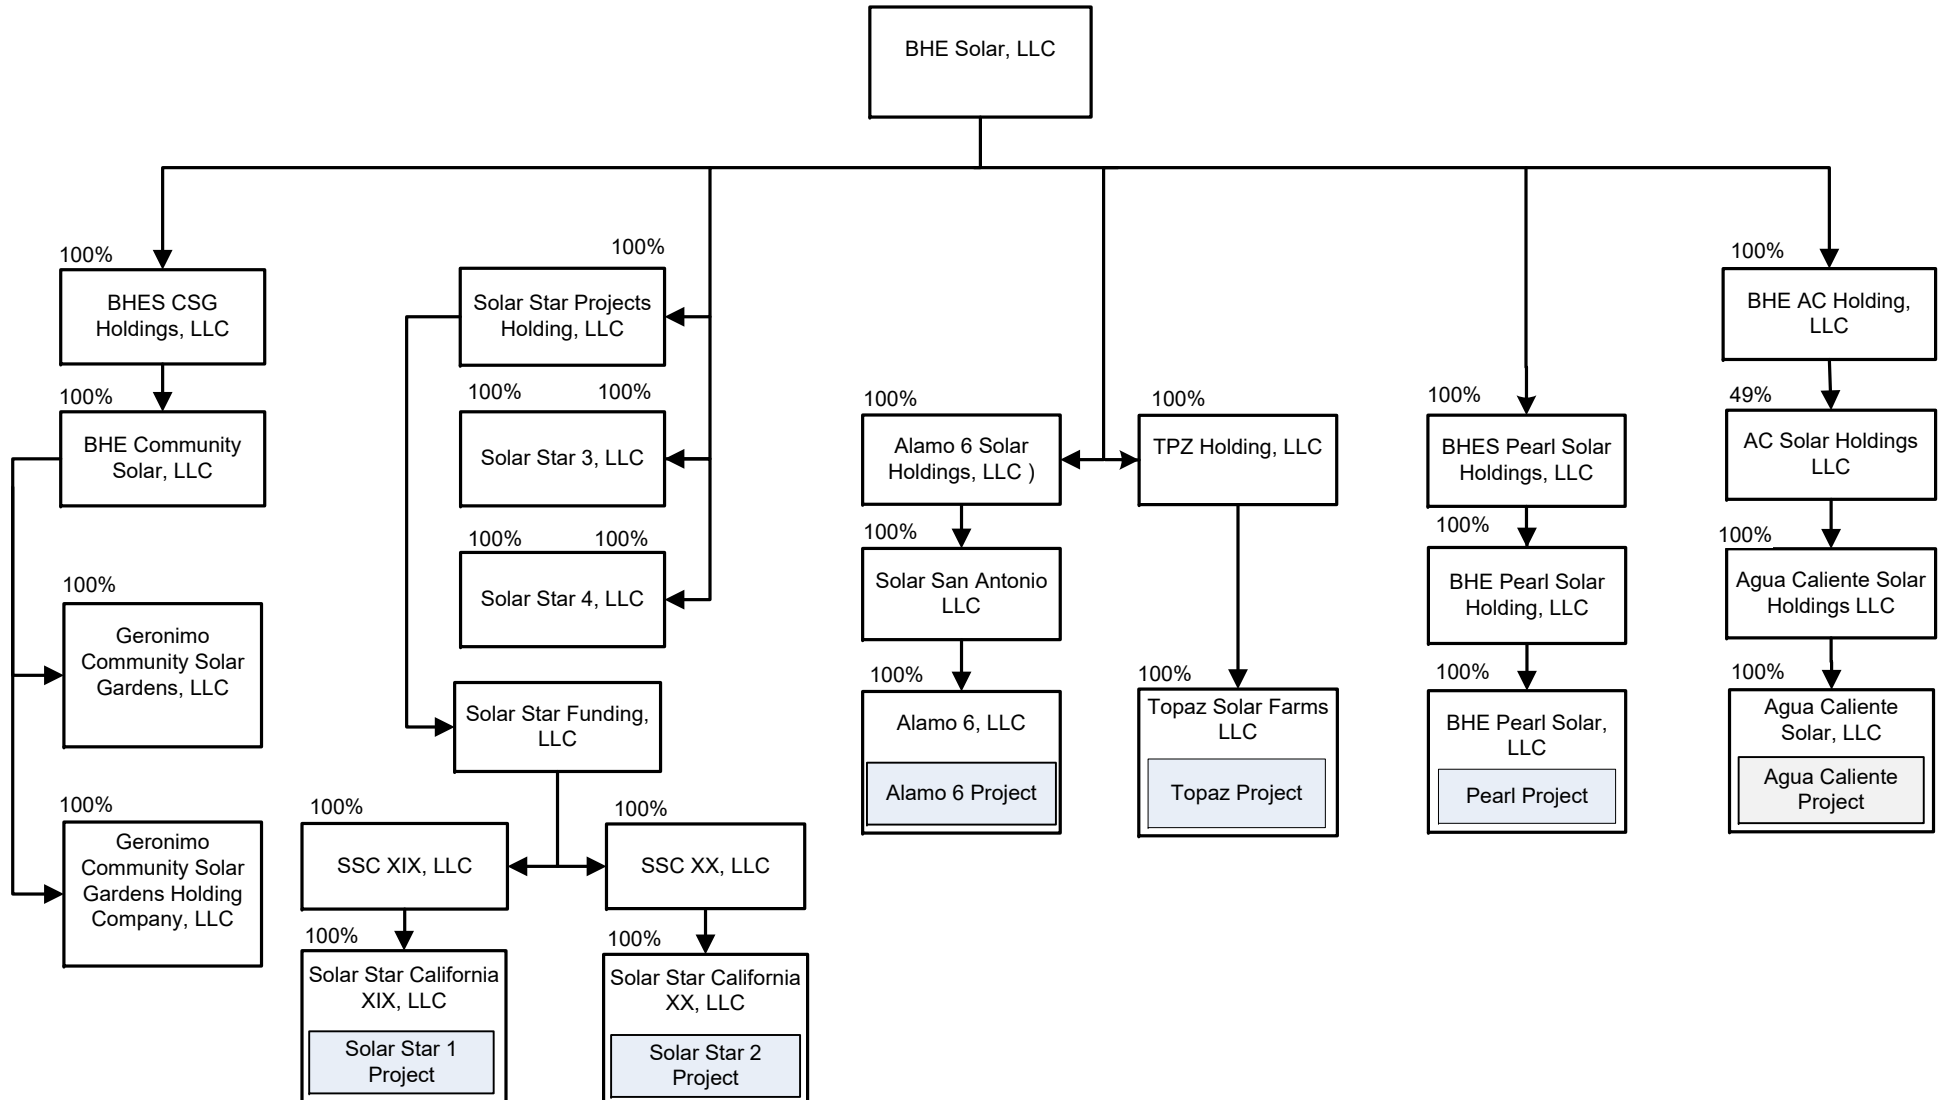 BHE Solar, LLC
100%
BHES CSG
Holdings, LLC
100%
BHE Community
Solar, LLC
100%
Geronimo
Community Solar
Gardens, LLC
100%
Geronimo
Community Solar
Gardens Holding
Company, LLC
100%
Solar Star Projects
Holding, LLC
100% 100%
Solar Star 3, LLC
100% 100%
Solar Star 4, LLC
Solar Star Funding,
LLC
100%
SSC XIX, LLC
100%
Solar Star California
XIX, LLC
Solar Star 1
Project
100%
SSC XX, LLC
100%
Solar Star California
XX, LLC
Solar Star 2
Project
100%
Alamo 6 Solar
Holdings, LLC )
100%
Solar San Antonio
LLC
100%
Alamo 6, LLC
Alamo 6 Project
100%
TPZ Holding, LLC
100%
Topaz Solar Farms
LLC
Topaz Project
100%
BHES Pearl Solar
Holdings, LLC
100%
BHE Pearl Solar
Holding, LLC
100%
BHE Pearl Solar,
LLC
Pearl Project
100%
BHE AC Holding,
LLC
49%
AC Solar Holdings
LLC
100%
Agua Caliente Solar
Holdings LLC
100%
Agua Caliente
Solar, LLC
Agua Caliente
Project